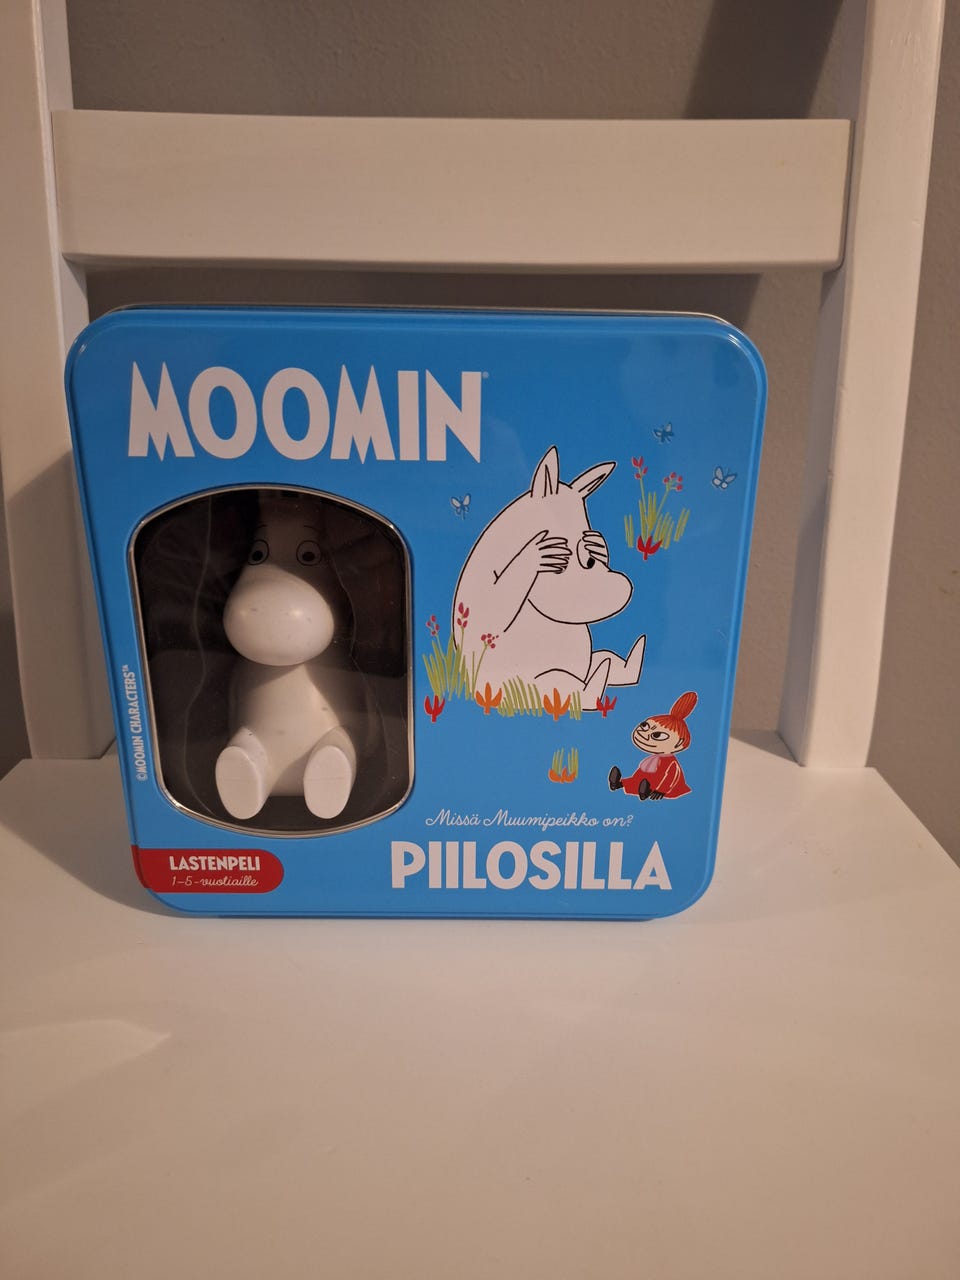 MOOMIN
©MOOMIN CHARACTERS™
Missä Muumipeikko on?
PIILOSILLA
LASTENPELI
1–5-vuotiaille